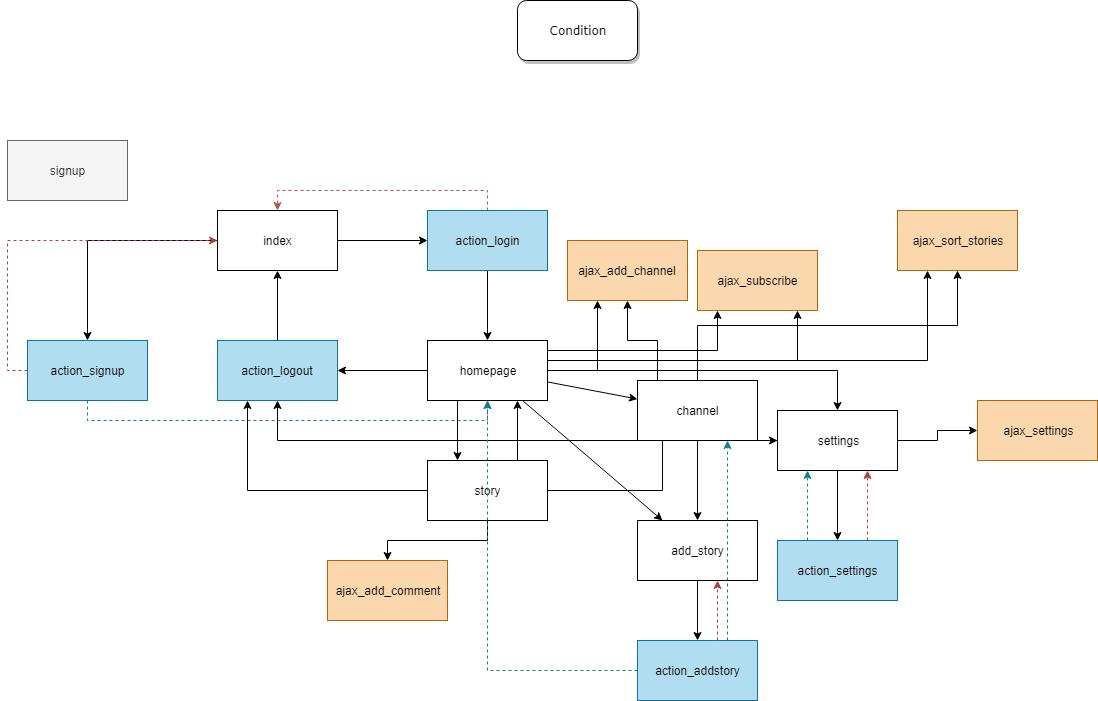 Condition
signup
index
action_login
ajax_add_channel
ajax_subscribe
ajax_sort_stories
action_signup
action_logout
homepage
channel
settings
ajax_settings
story
add_story
action_settings
ajax_add_comment
action_addstory